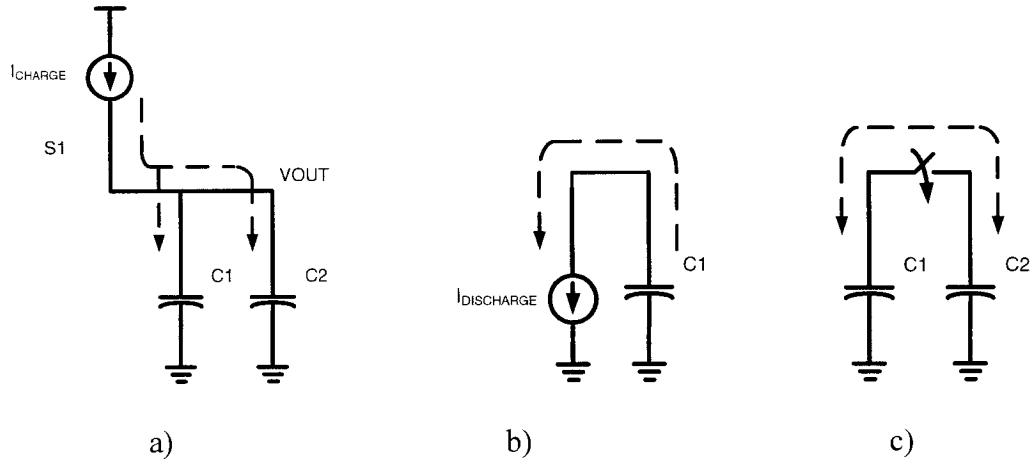 ICHARGE
S1
VOUT
C1
C2
a)
IDISCHARGE
C1
b)
C1
C2
c)